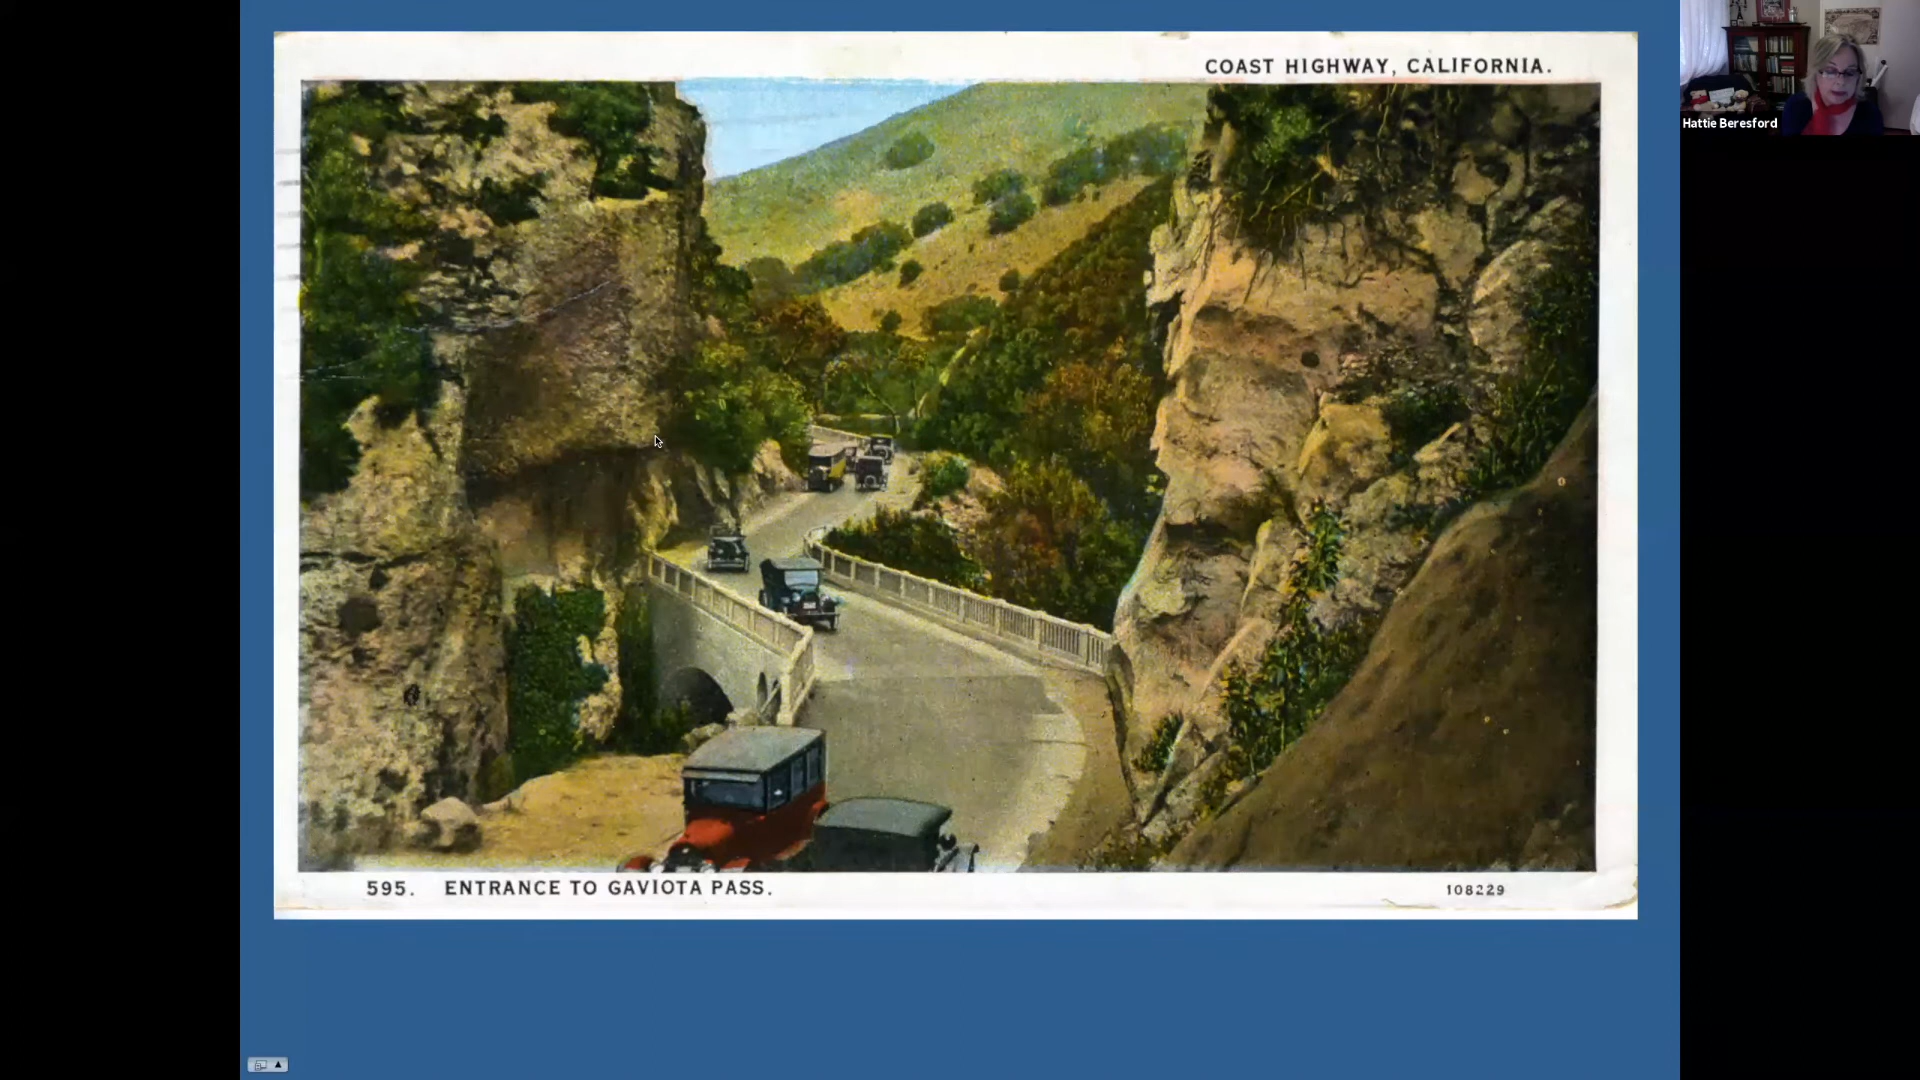 COAST HIGHWAY, CALIFORNIA.
Hattie Beresford
595. ENTRANCE TO GAVIOTA PASS.
108229